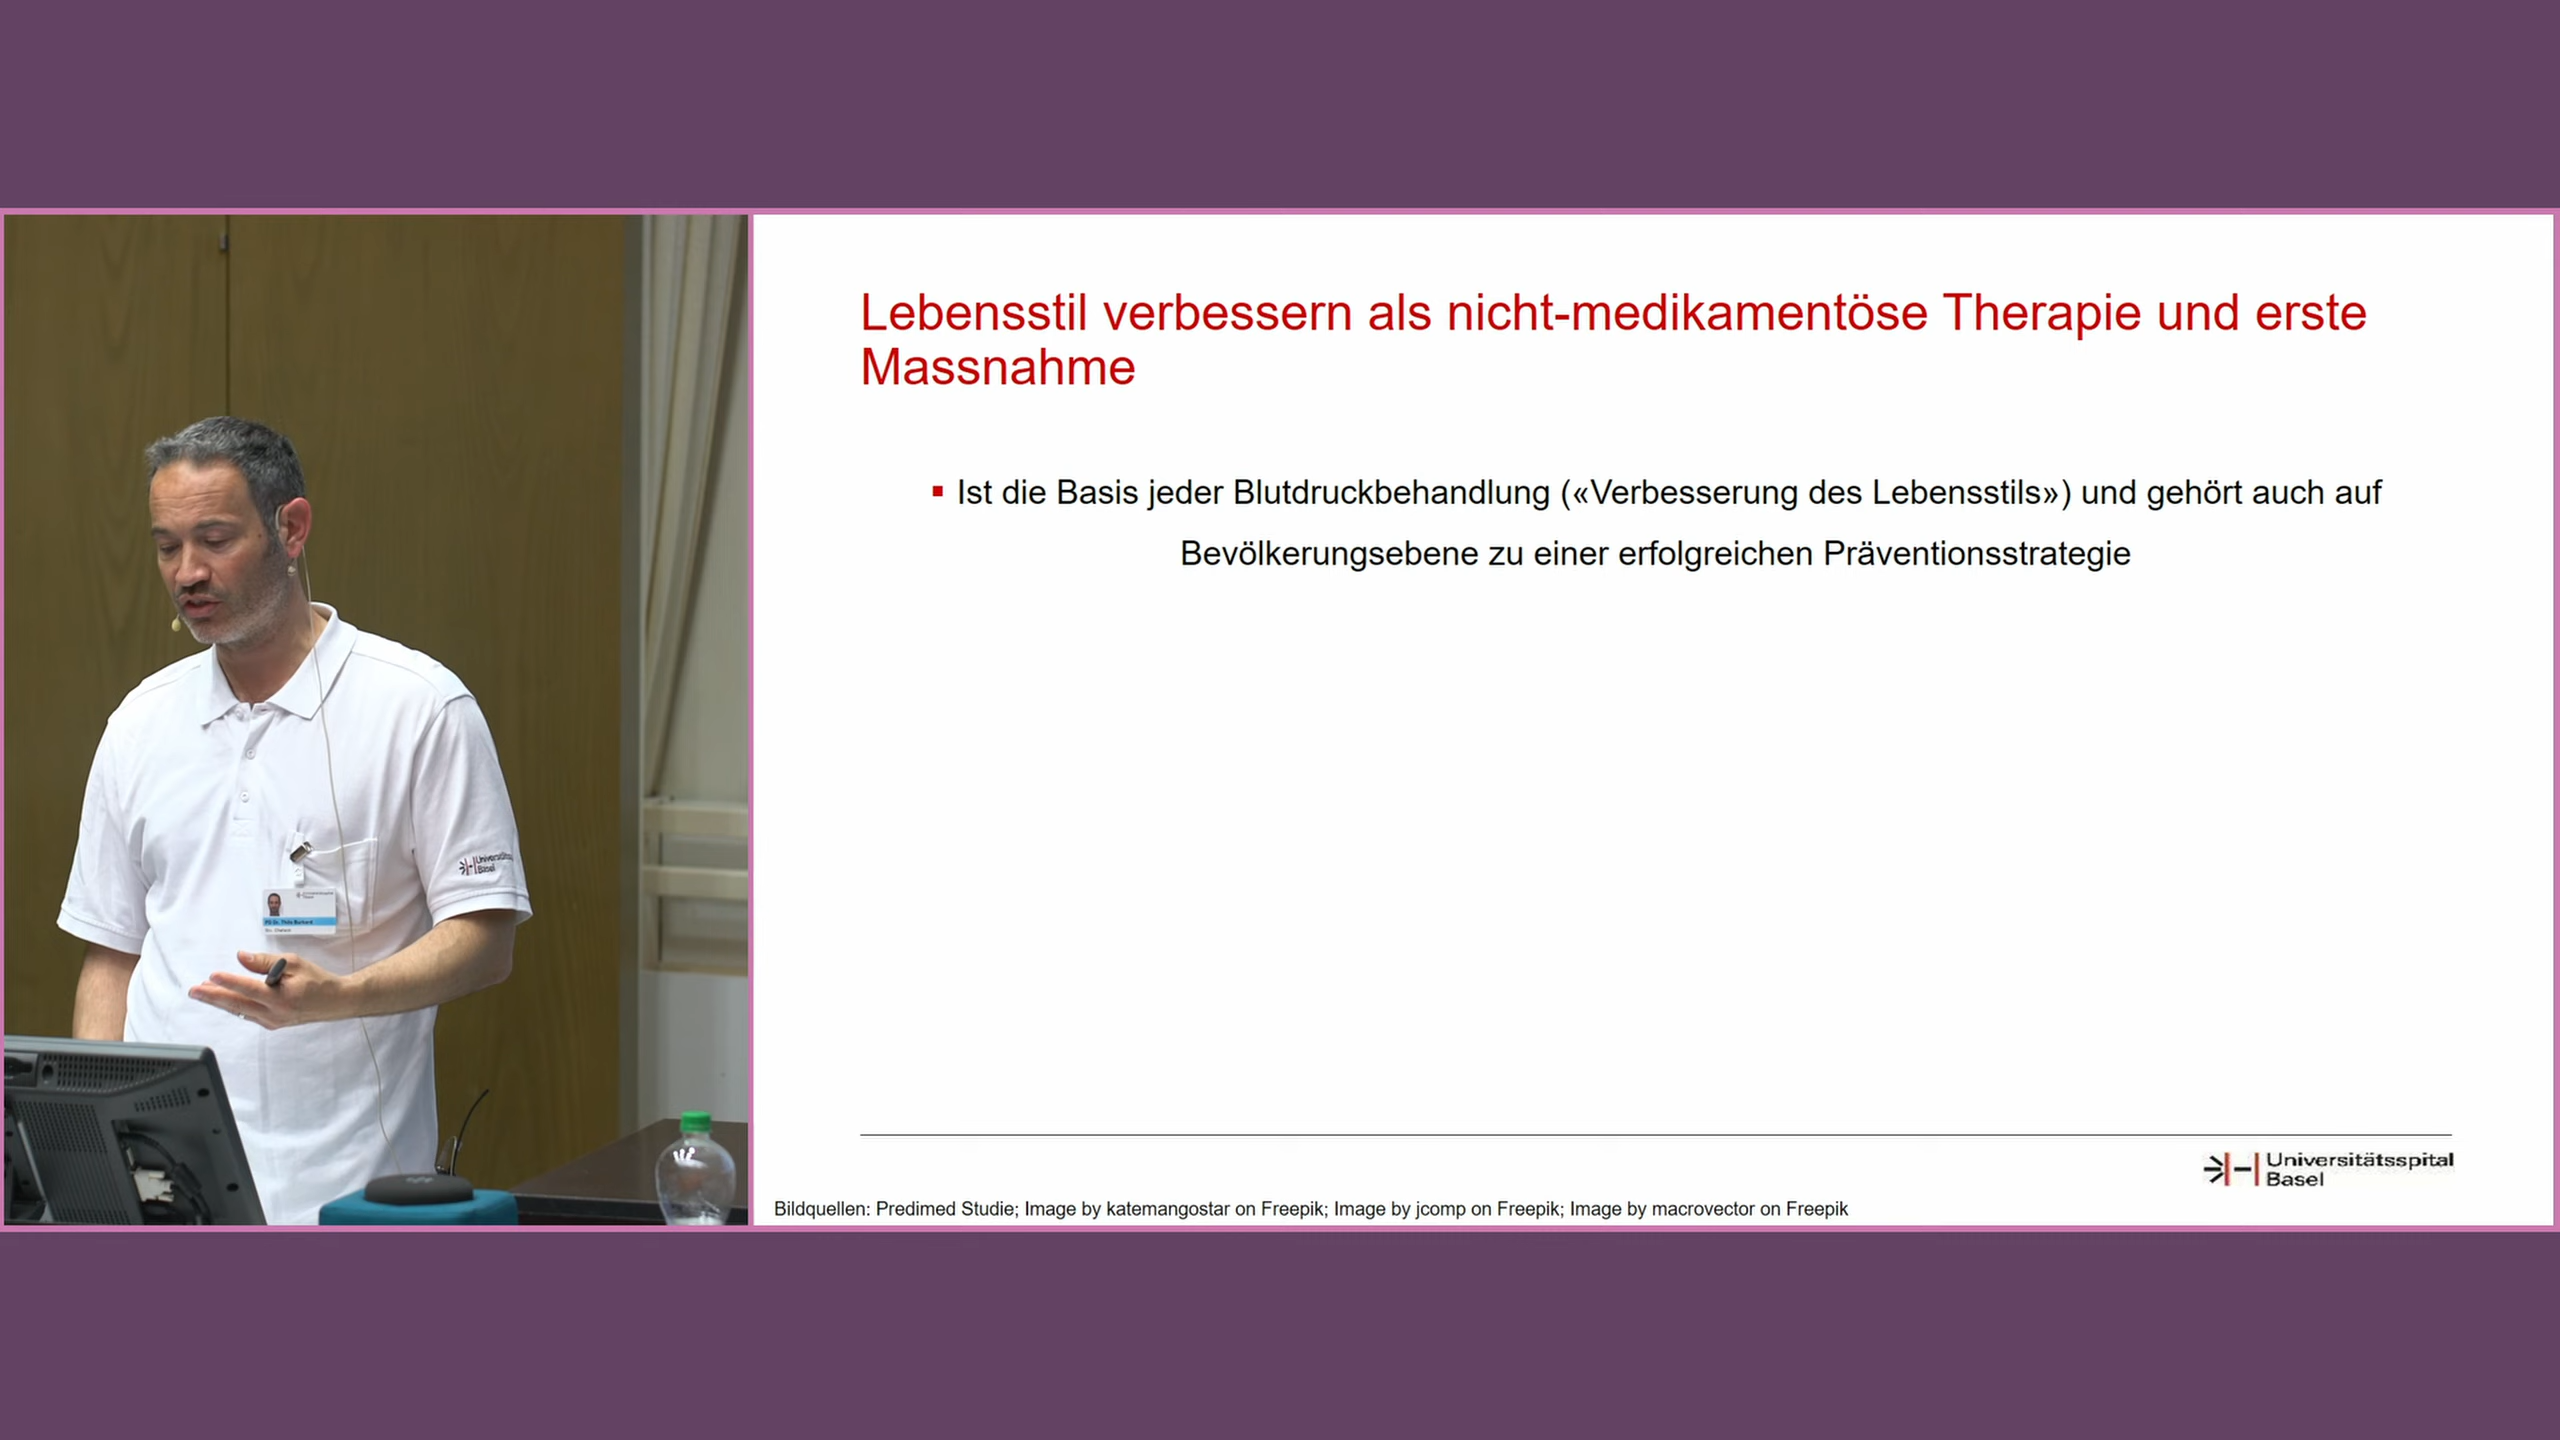 Lebensstil verbessern als nicht-medikamentöse Therapie und erste
Massnahme
▪ Ist die Basis jeder Blutdruckbehandlung («Verbesserung des Lebensstils») und gehört auch auf
Bevölkerungsebene zu einer erfolgreichen Präventionsstrategie
Universitätsspital
Basel
Bildquellen: Predimed Studie; Image by katemangostar on Freepik; Image by jcomp on Freepik; Image by macrovector on Freepik
Basel